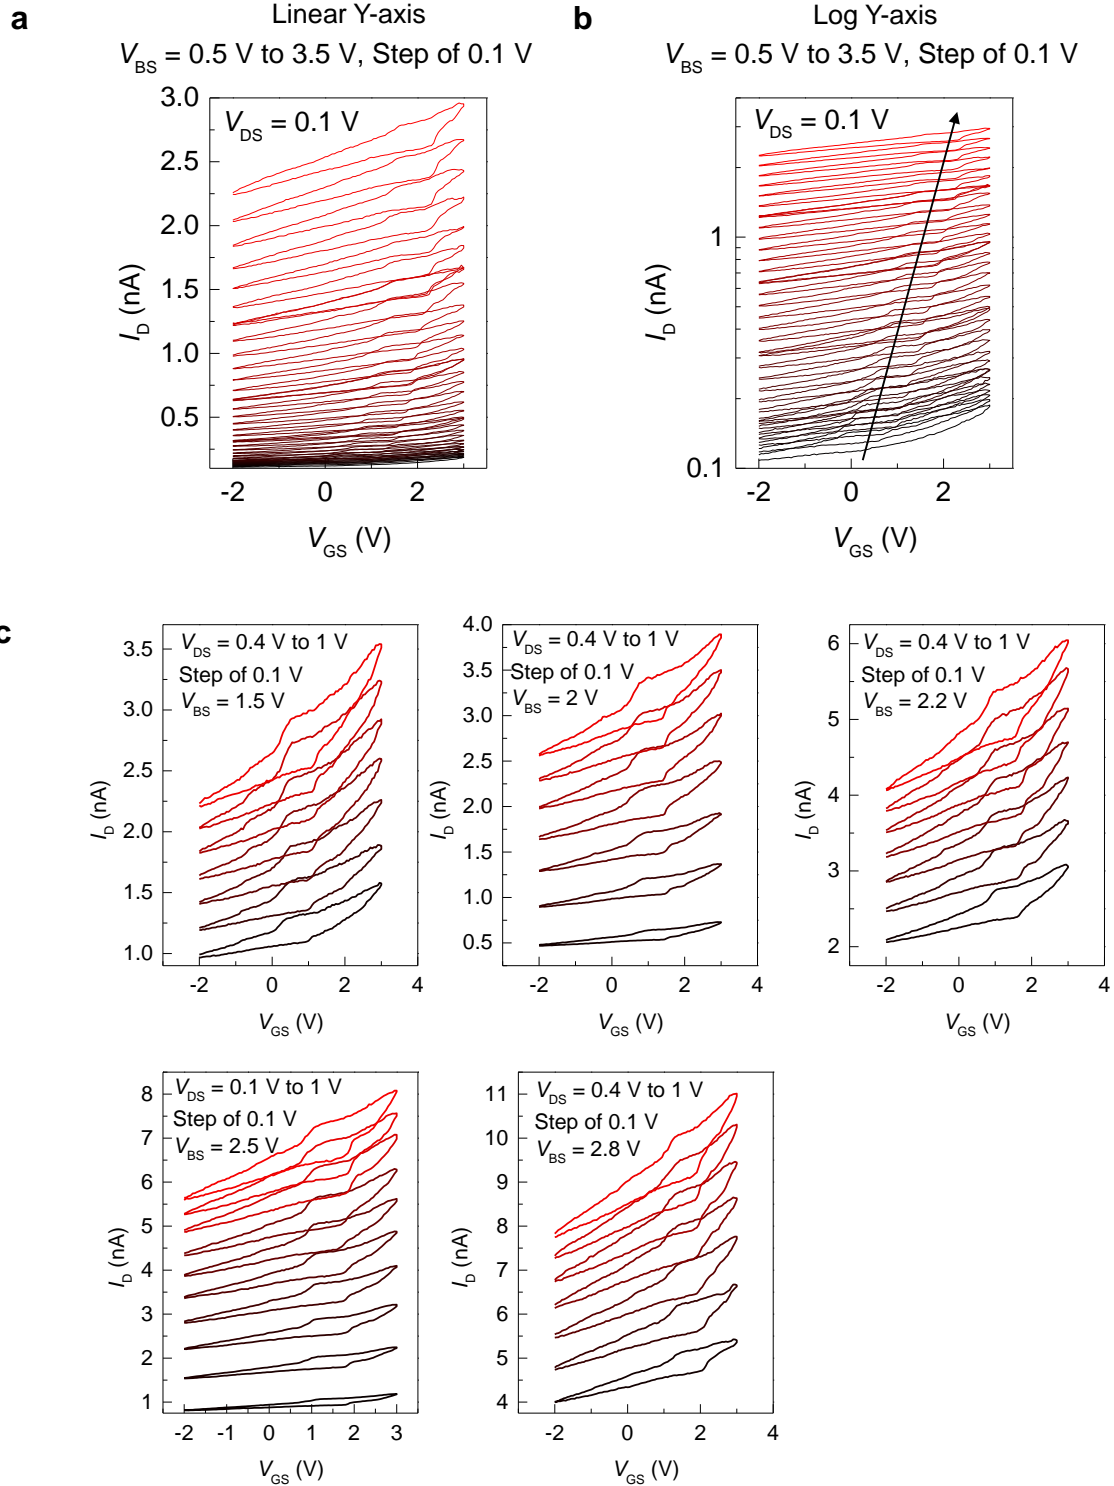 a
Linear Y-axis
V_BS = 0.5 V to 3.5 V, Step of 0.1 V
V_DS = 0.1 V
3.0
2.5
2.0
1.5
1.0
0.5
I_D (nA)
-2 0 2
V_GS (V)
b
Log Y-axis
V_BS = 0.5 V to 3.5 V, Step of 0.1 V
V_DS = 0.1 V
1
0.1
I_D (nA)
-2 0 2
V_GS (V)
c
V_DS = 0.4 V to 1 V
Step of 0.1 V
V_BS = 1.5 V
3.5
3.0
2.5
2.0
1.5
1.0
I_D (nA)
-2 0 2 4
V_GS (V)
V_DS = 0.4 V to 1 V
Step of 0.1 V
V_BS = 2 V
4.0
3.5
3.0
2.5
2.0
1.5
1.0
0.5
I_D (nA)
-2 0 2 4
V_GS (V)
V_DS = 0.4 V to 1 V
Step of 0.1 V
V_BS = 2.2 V
6
5
4
3
2
I_D (nA)
-2 0 2 4
V_GS (V)
V_DS = 0.1 V to 1 V
Step of 0.1 V
V_BS = 2.5 V
8
7
6
5
4
3
2
1
I_D (nA)
-2 -1 0 1 2 3
V_GS (V)
V_DS = 0.4 V to 1 V
Step of 0.1 V
V_BS = 2.8 V
11
10
9
8
7
6
5
4
I_D (nA)
-2 0 2 4
V_GS (V)